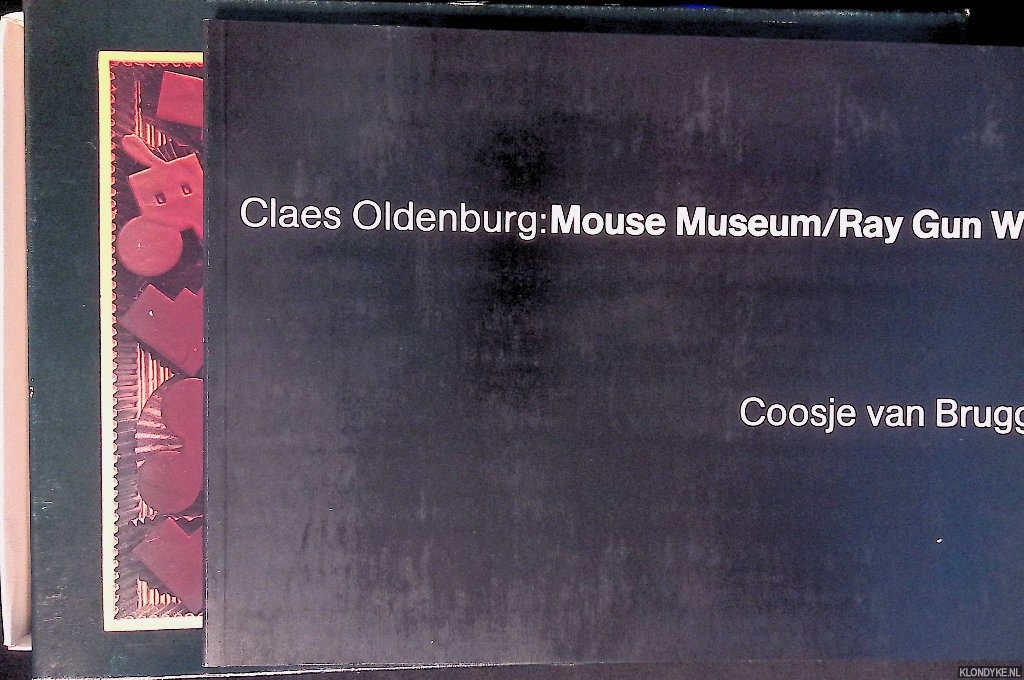 Claes Oldenburg:Mouse Museum/Ray Gun W
Coosje van Brugg
KLONDYKE.NL